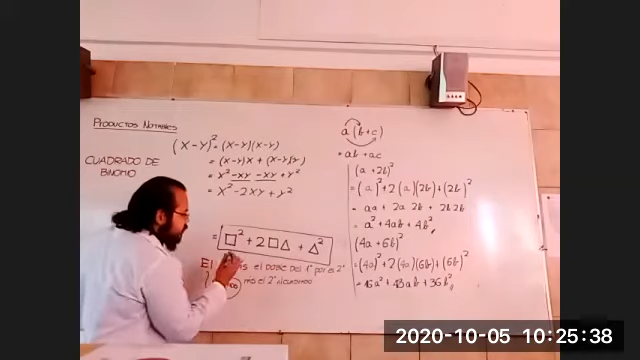 PRODUCTOS NOTABLES
CUADRADO DE
BINOMIO
(X-Y)² = (X-Y)(X-Y)
= (X-Y)X + (X-Y)Y
= X² - XY - XY + Y²
= X² - 2XY + Y²
= □² + 2□△ + △²
El
el doble del 1° por el 2°
más el 2° al cuadrado
a(b+c)
= ab + ac
(a + 2b)²
= (a)² + 2(a)(2b) + (2b)²
= aa + 2a 2b + 2b 2b
= a² + 4ab + 4b²
(4a + 6b)²
= (4a)² + 2(4a)(6b) + (6b)²
= 16a² + 48ab + 36b²
2020-10-05 10:25:38